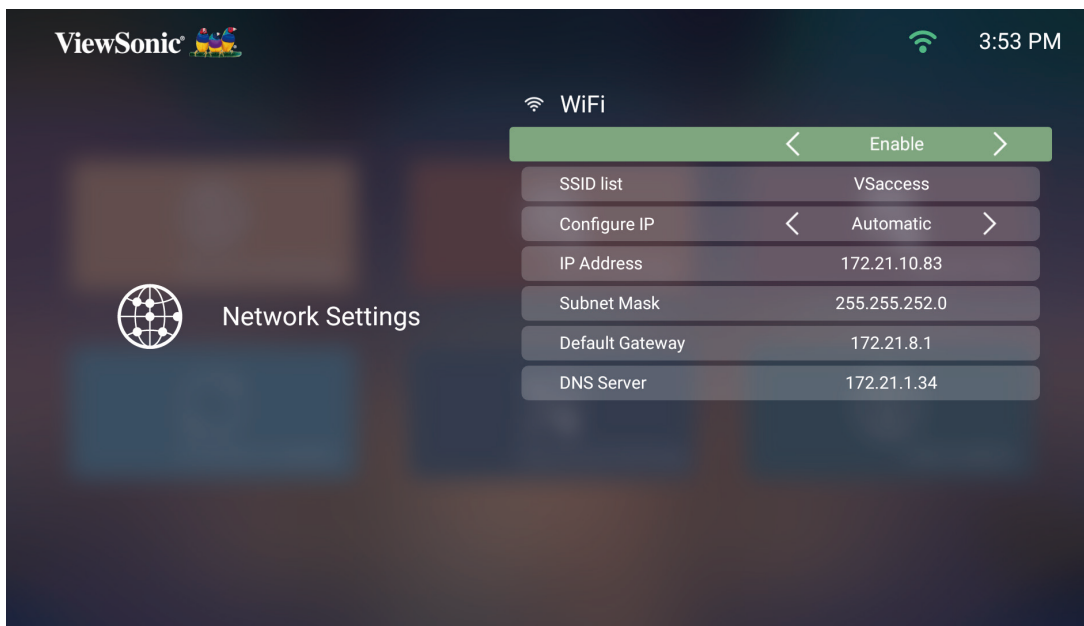 ViewSonic®
3:53 PM
WiFi
Enable
SSID list VSaccess
Configure IP Automatic
IP Address 172.21.10.83
Subnet Mask 255.255.252.0
Default Gateway 172.21.8.1
DNS Server 172.21.1.34
Network Settings